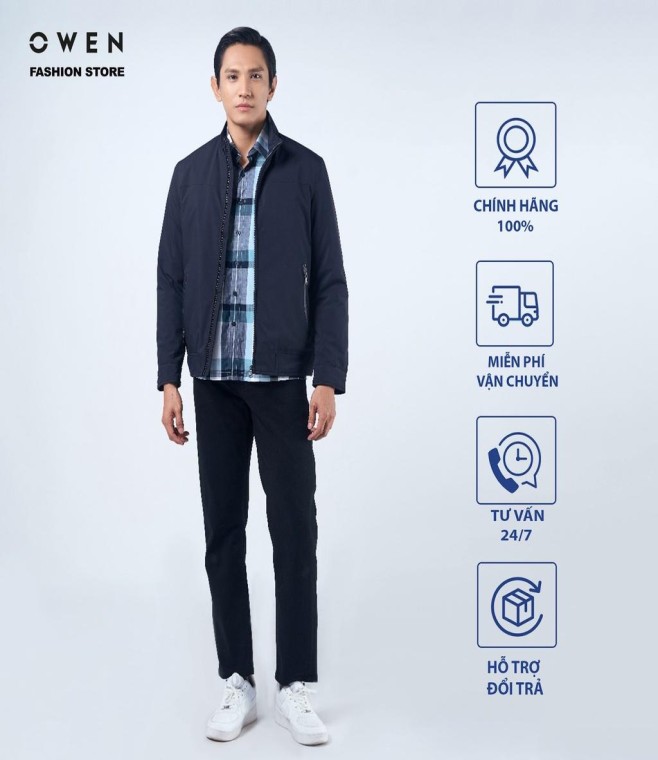 OWEN
FASHION STORE
CHÍNH HÃNG
100%
MIỄN PHÍ
VẬN CHUYỂN
TƯ VẤN
24/7
HỖ TRỢ
ĐỔI TRẢ